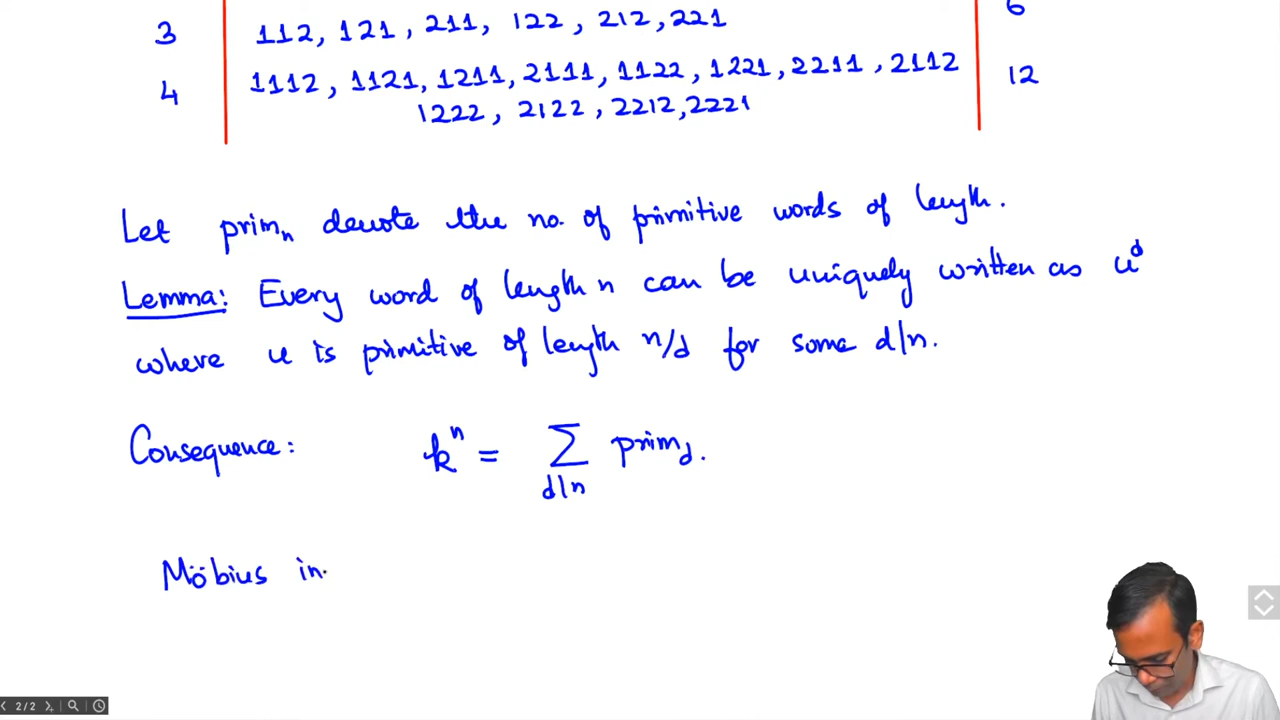 6
3 112, 121, 211, 122, 212, 221
1112, 1121, 1211, 2111, 1122, 1221, 2211, 2112 12
4
1222, 2122, 2212, 2221
Let prim_n denote the no. of primitive words of length.
Lemma: Every word of length n can be uniquely written as u^d
where u is primitive of length n/d for some d|n.
Consequence: k^n = Σ_{d|n} prim_d.
Möbius in
2/2